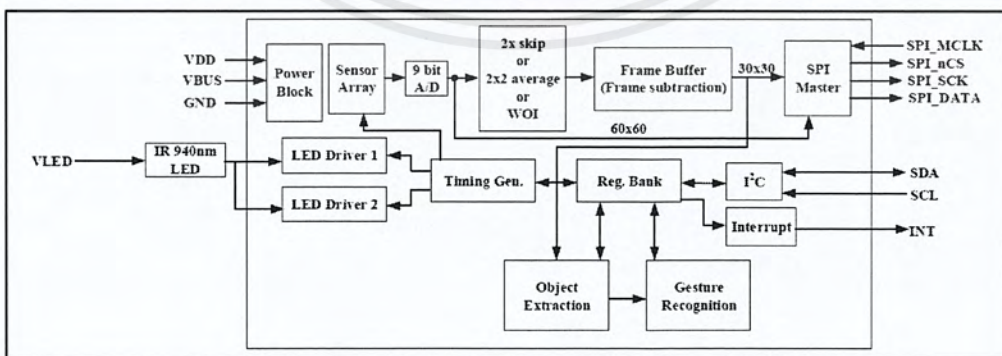 VDD
VBUS
GND
Power
Block
Sensor
Array
9 bit
A/D
2x skip
or
2x2 average
or
WOI
Frame Buffer
(Frame subtraction)
30x30
60x60
SPI
Master
SPI_MCLK
SPI_nCS
SPI_SCK
SPI_DATA
VLED
IR 940nm
LED
LED Driver 1
LED Driver 2
Timing Gen.
Reg. Bank
I²C
Interrupt
SDA
SCL
INT
Object
Extraction
Gesture
Recognition